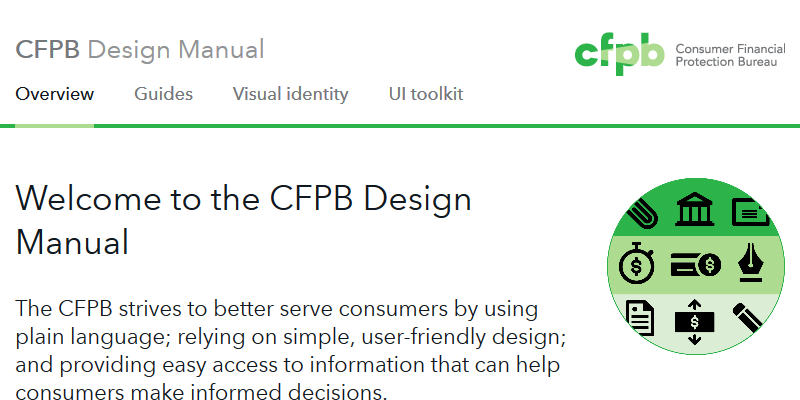 CFPB Design Manual
cfpb
Consumer Financial
Protection Bureau
Overview
Guides
Visual identity
UI toolkit
Welcome to the CFPB Design
Manual
The CFPB strives to better serve consumers by using
plain language; relying on simple, user-friendly design;
and providing easy access to information that can help
consumers make informed decisions.
$
$
$